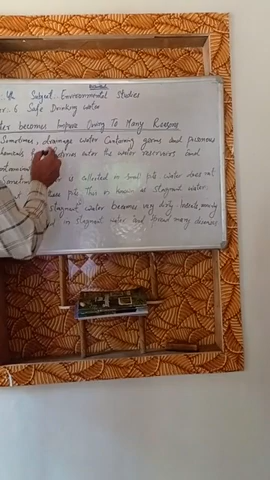 4th Subject: Environmental Studies
6 Safe Drinking Water
becomes Impure Owing To Many Reasons
Sometimes, drainage water Containing germs and poisonous
chemicals enter the water reservoirs and
is collected in small pits. Water does not
these pits. This is known as stagnant water.
stagnant water becomes very dirty. Insects, mainly
in stagnant water and spread many diseases